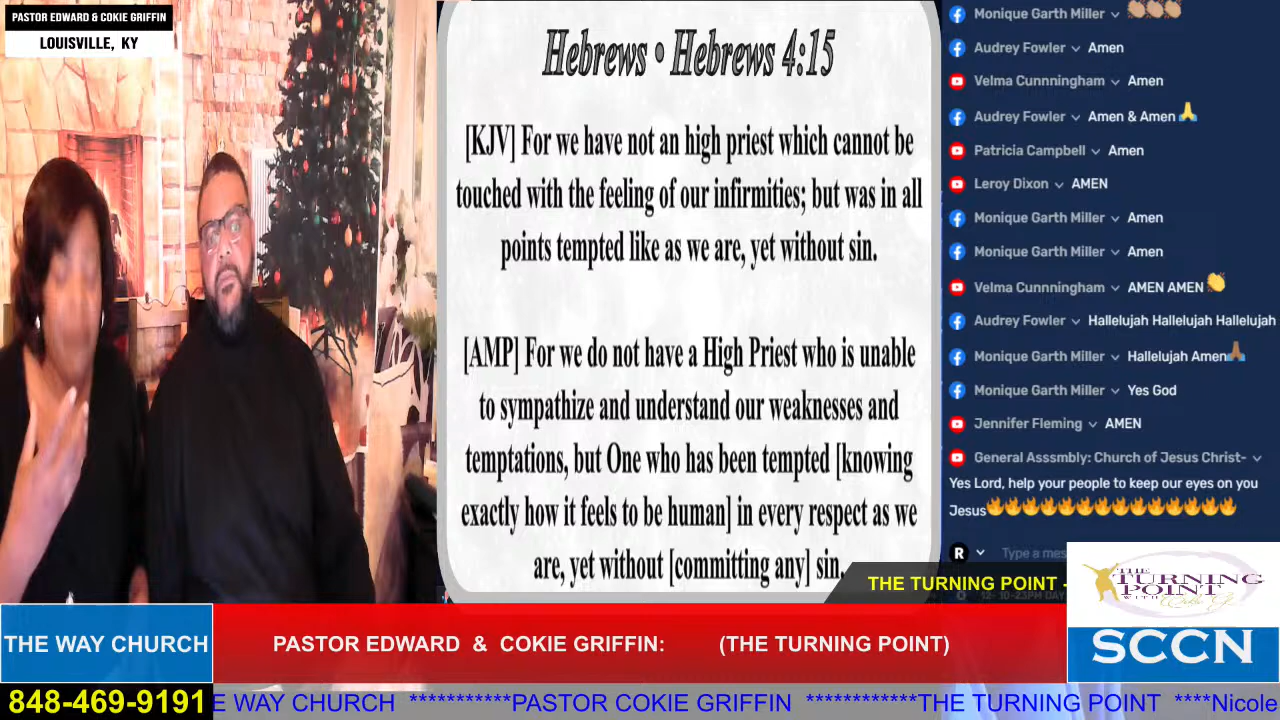 PASTOR EDWARD & COKIE GRIFFIN
LOUISVILLE, KY
Hebrews • Hebrews 4:15
[KJV] For we have not an high priest which cannot be
touched with the feeling of our infirmities; but was in all
points tempted like as we are, yet without sin.
[AMP] For we do not have a High Priest who is unable
to sympathize and understand our weaknesses and
temptations, but One who has been tempted [knowing
exactly how it feels to be human] in every respect as we
are, yet without [committing any] sin.
Monique Garth Miller 👏🏽👏🏽👏🏽
Audrey Fowler Amen
Velma Cunnningham Amen
Audrey Fowler Amen & Amen 🙏
Patricia Campbell Amen
Leroy Dixon AMEN
Monique Garth Miller Amen
Monique Garth Miller Amen
Velma Cunnningham AMEN AMEN 👏
Audrey Fowler Hallelujah Hallelujah Hallelujah
Monique Garth Miller Hallelujah Amen🙏🏾
Monique Garth Miller Yes God
Jennifer Fleming AMEN
General Asssmbly: Church of Jesus Christ-
Yes Lord, help your people to keep our eyes on you
Jesus🔥🔥🔥🔥🔥🔥🔥🔥🔥🔥🔥🔥🔥🔥
R Type a mes
THE TURNING POINT -
12- 10-23PM DAY
THE
TURNING
POINT
WITH
SCCN
THE WAY CHURCH
PASTOR EDWARD & COKIE GRIFFIN: (THE TURNING POINT)
848-469-9191
E WAY CHURCH ***********PASTOR COKIE GRIFFIN ************THE TURNING POINT ****Nicole